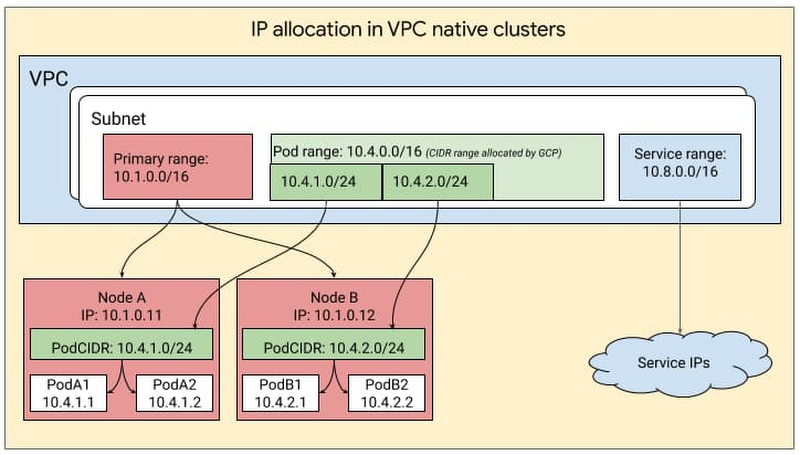 IP allocation in VPC native clusters
VPC
Subnet
Primary range:
10.1.0.0/16
Pod range: 10.4.0.0/16 (CIDR range allocated by GCP)
10.4.1.0/24
10.4.2.0/24
Service range:
10.8.0.0/16
Node A
IP: 10.1.0.11
PodCIDR: 10.4.1.0/24
PodA1
10.4.1.1
PodA2
10.4.1.2
Node B
IP: 10.1.0.12
PodCIDR: 10.4.2.0/24
PodB1
10.4.2.1
PodB2
10.4.2.2
Service IPs